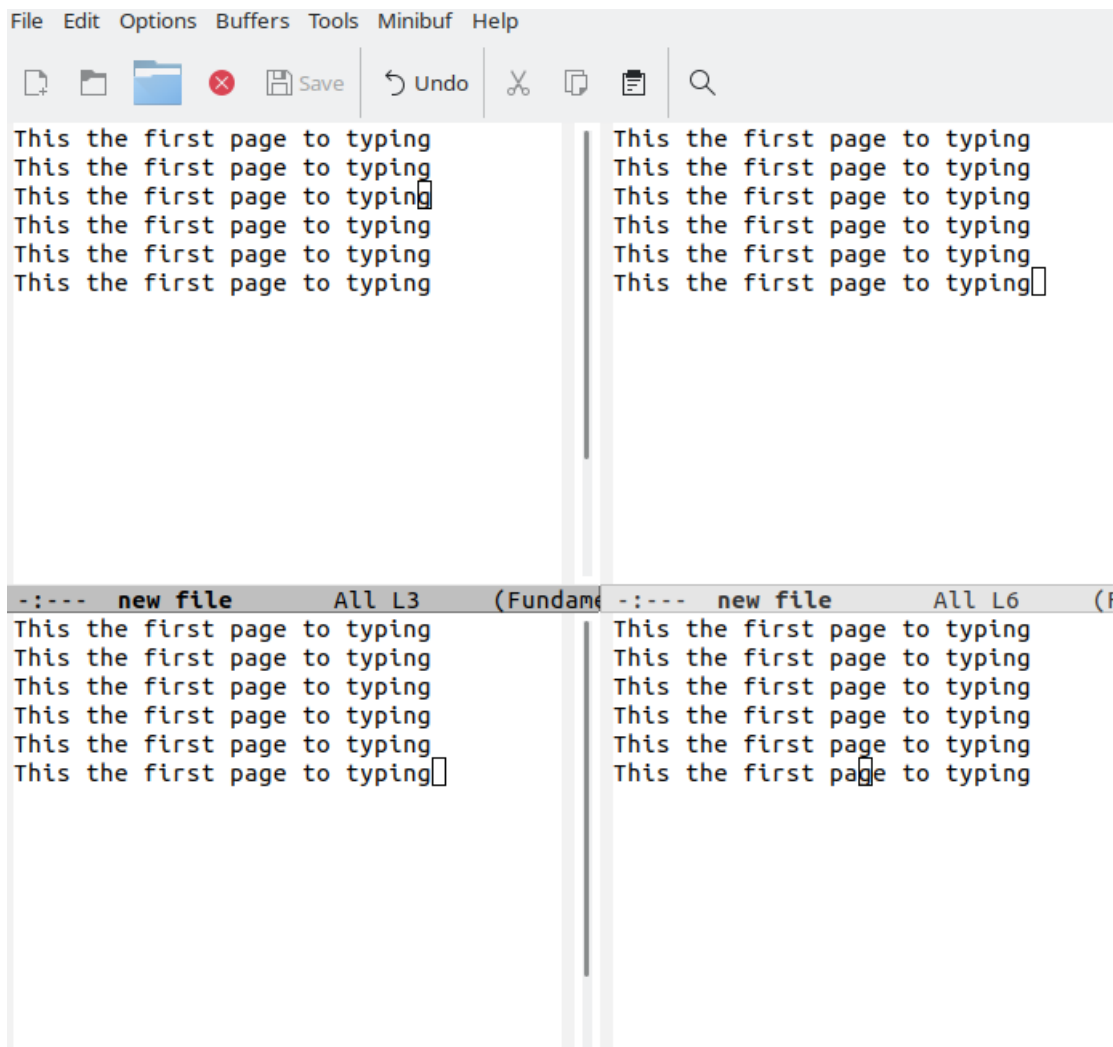 File Edit Options Buffers Tools Minibuf Help
Save Undo
This the first page to typing
This the first page to typing
This the first page to typing
This the first page to typing
This the first page to typing
This the first page to typing
This the first page to typing
This the first page to typing
This the first page to typing
This the first page to typing
This the first page to typing
This the first page to typing
-:--- new file All L3 (Fundame
-:--- new file All L6 (F
This the first page to typing
This the first page to typing
This the first page to typing
This the first page to typing
This the first page to typing
This the first page to typing
This the first page to typing
This the first page to typing
This the first page to typing
This the first page to typing
This the first page to typing
This the first page to typing